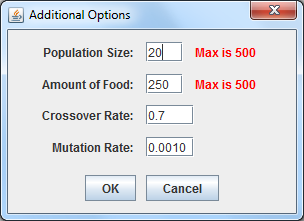 Additional Options
Population Size: 20 Max is 500
Amount of Food: 250 Max is 500
Crossover Rate: 0.7
Mutation Rate: 0.0010
OK Cancel